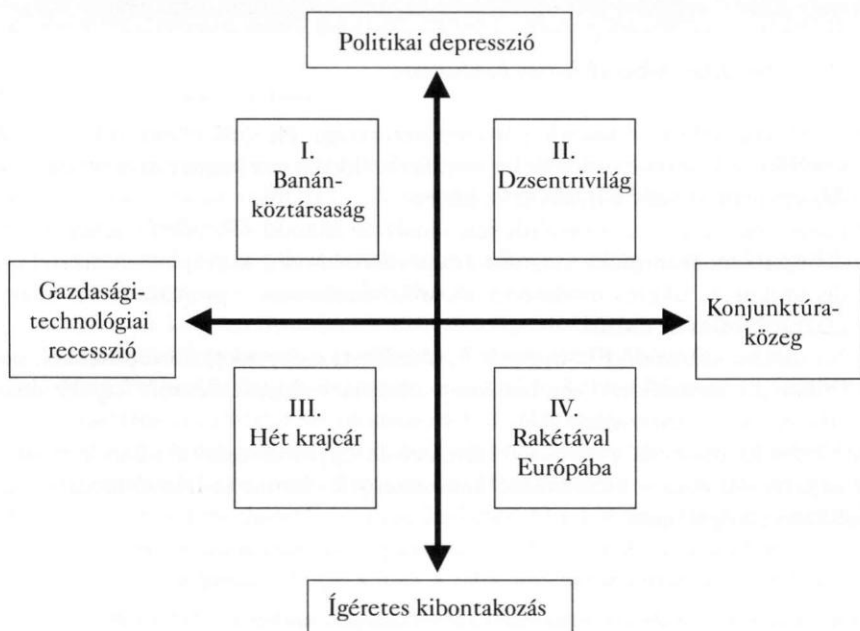 Politikai depresszió
I.
Banán-
köztársaság
II.
Dzsentrivilág
Gazdasági-
technológiai
recesszió
Konjunktúra-
közeg
III.
Hét krajcár
IV.
Rakétával
Európába
Ígéretes kibontakozás